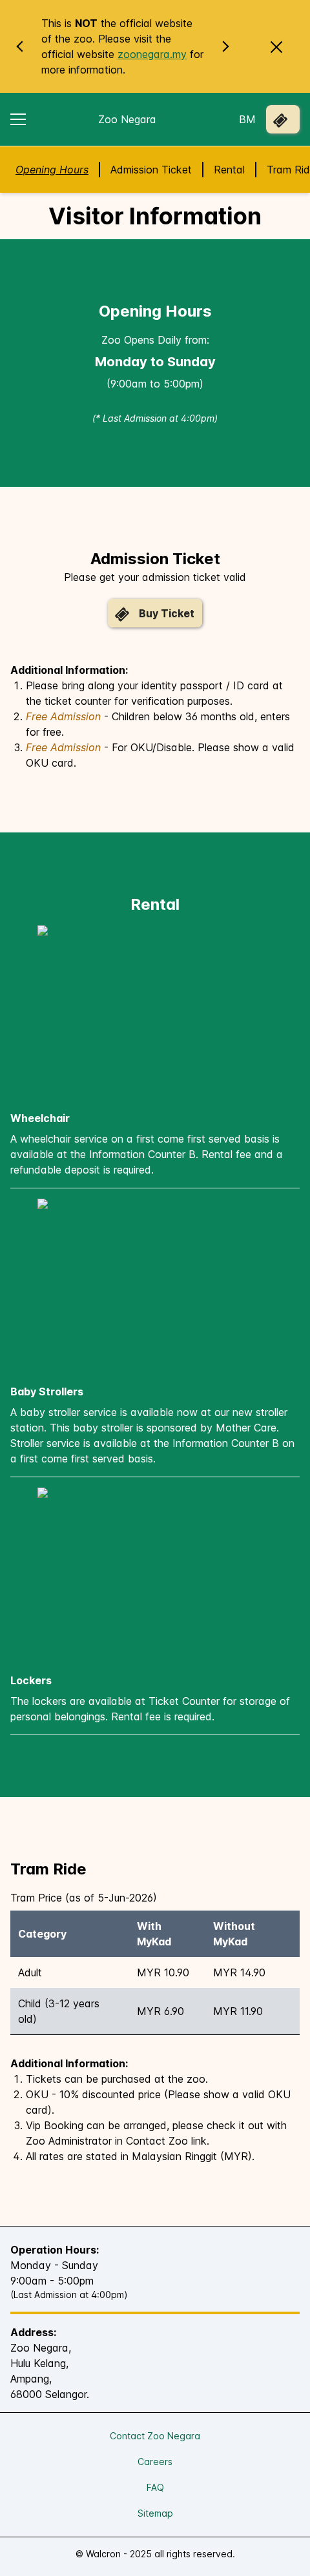 This is NOT the official website
of the zoo. Please visit the
official website zoonegara.my for
more information.
Zoo Negara
BM
Opening Hours
Admission Ticket
Rental
Tram Rid
Visitor Information
Opening Hours
Zoo Opens Daily from:
Monday to Sunday
(9:00am to 5:00pm)
(* Last Admission at 4:00pm)
Admission Ticket
Please get your admission ticket valid
Buy Ticket
Additional Information:
1. Please bring along your identity passport / ID card at
the ticket counter for verification purposes.
2. Free Admission - Children below 36 months old, enters
for free.
3. Free Admission - For OKU/Disable. Please show a valid
OKU card.
Rental
Wheelchair
A wheelchair service on a first come first served basis is
available at the Information Counter B. Rental fee and a
refundable deposit is required.
Baby Strollers
A baby stroller service is available now at our new stroller
station. This baby stroller is sponsored by Mother Care.
Stroller service is available at the Information Counter B on
a first come first served basis.
Lockers
The lockers are available at Ticket Counter for storage of
personal belongings. Rental fee is required.
Tram Ride
Tram Price (as of 5-Jun-2026)
Category
With
MyKad
Without
MyKad
Adult
MYR 10.90
MYR 14.90
Child (3-12 years
old)
MYR 6.90
MYR 11.90
Additional Information:
1. Tickets can be purchased at the zoo.
2. OKU - 10% discounted price (Please show a valid OKU
card).
3. Vip Booking can be arranged, please check it out with
Zoo Administrator in Contact Zoo link.
4. All rates are stated in Malaysian Ringgit (MYR).
Operation Hours:
Monday - Sunday
9:00am - 5:00pm
(Last Admission at 4:00pm)
Address:
Zoo Negara,
Hulu Kelang,
Ampang,
68000 Selangor.
Contact Zoo Negara
Careers
FAQ
Sitemap
© Walcron - 2025 all rights reserved.